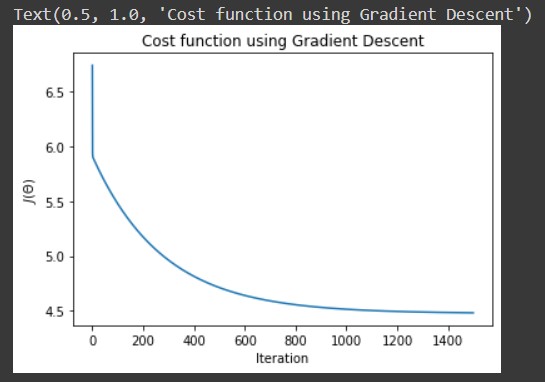 Text(0.5, 1.0, 'Cost function using Gradient Descent')
Cost function using Gradient Descent
6.5
6.0
5.5
5.0
4.5
J(Θ)
0 200 400 600 800 1000 1200 1400
Iteration